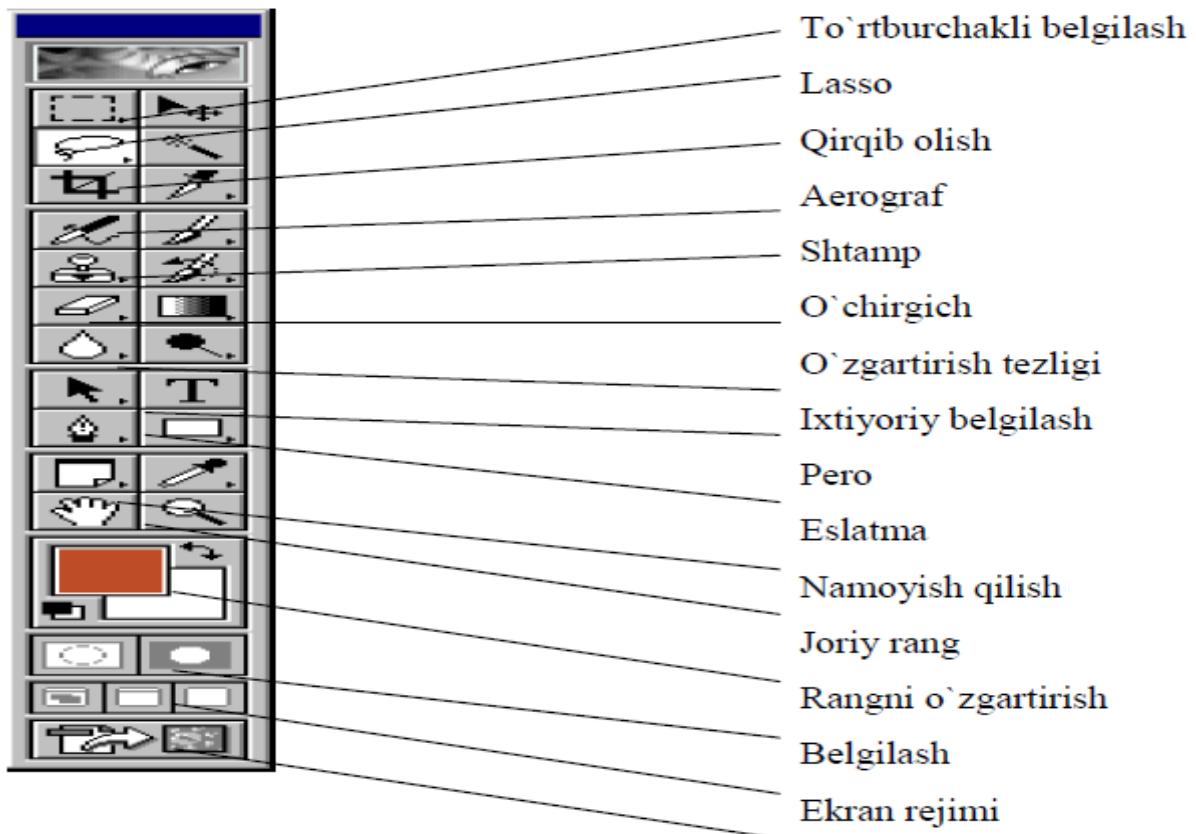 To`rtburchakli belgilash
Lasso
Qirqib olish
Aerograf
Shtamp
O`chirgich
O`zgartirish tezligi
Ixtiyoriy belgilash
Pero
Eslatma
Namoyish qilish
Joriy rang
Rangni o`zgartirish
Belgilash
Ekran rejimi
T